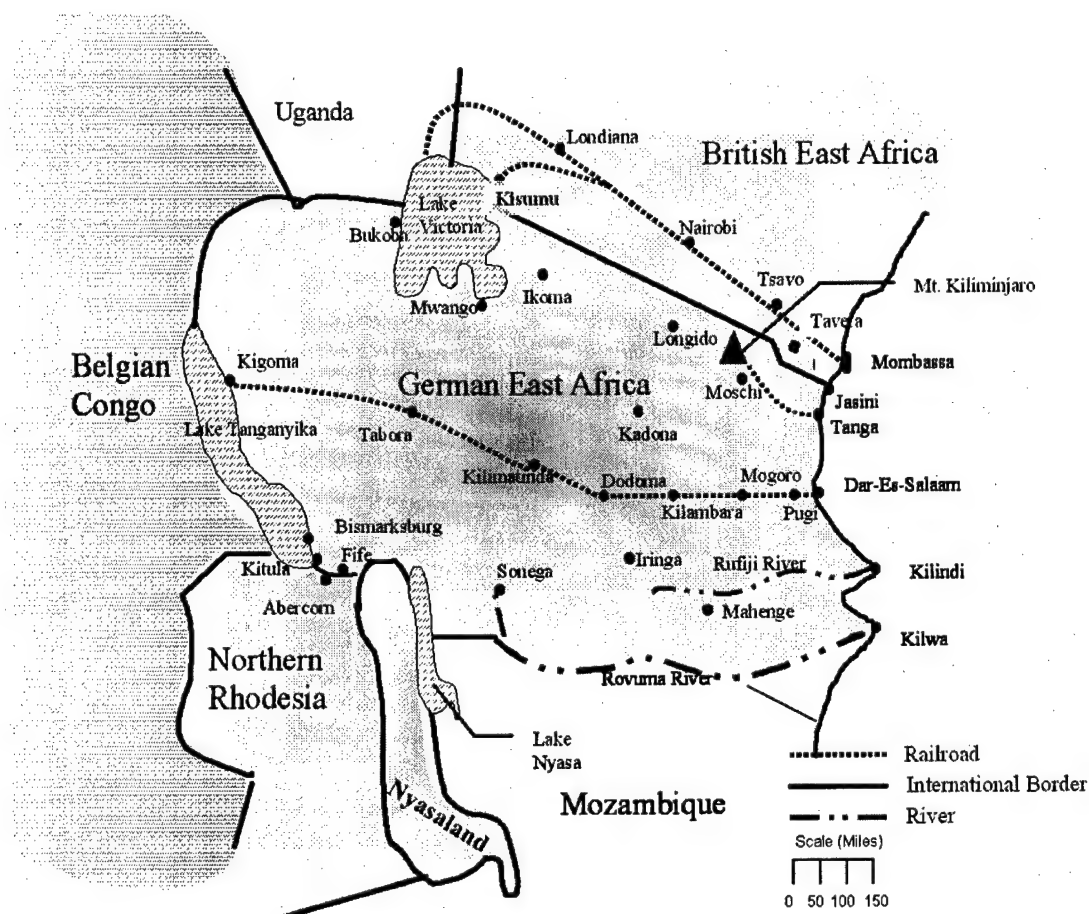 Uganda
Londiana
British East Africa
Kisumu
Lake
Victoria
Bukoba
Nairobi
Tsavo
Mt. Kiliminjaro
Ikoma
Mwango
Longido
Taveta
Belgian
Congo
Kigoma
German East Africa
Mombassa
Moschi
Jasini
Tanga
Lake Tanganyika
Tabora
Kadona
Kilimatinda
Dodoma
Mogoro
Dar-Es-Salaam
Kilambara
Pugi
Bismarksburg
Kitula
Fife
Sonega
Iringa
Rufiji River
Kilindi
Abercorn
Mahenge
Northern
Rhodesia
Kilwa
Rovuma River
Lake
Nyasa
Railroad
International Border
Nyasaland
Mozambique
River
Scale (Miles)
0 50 100 150